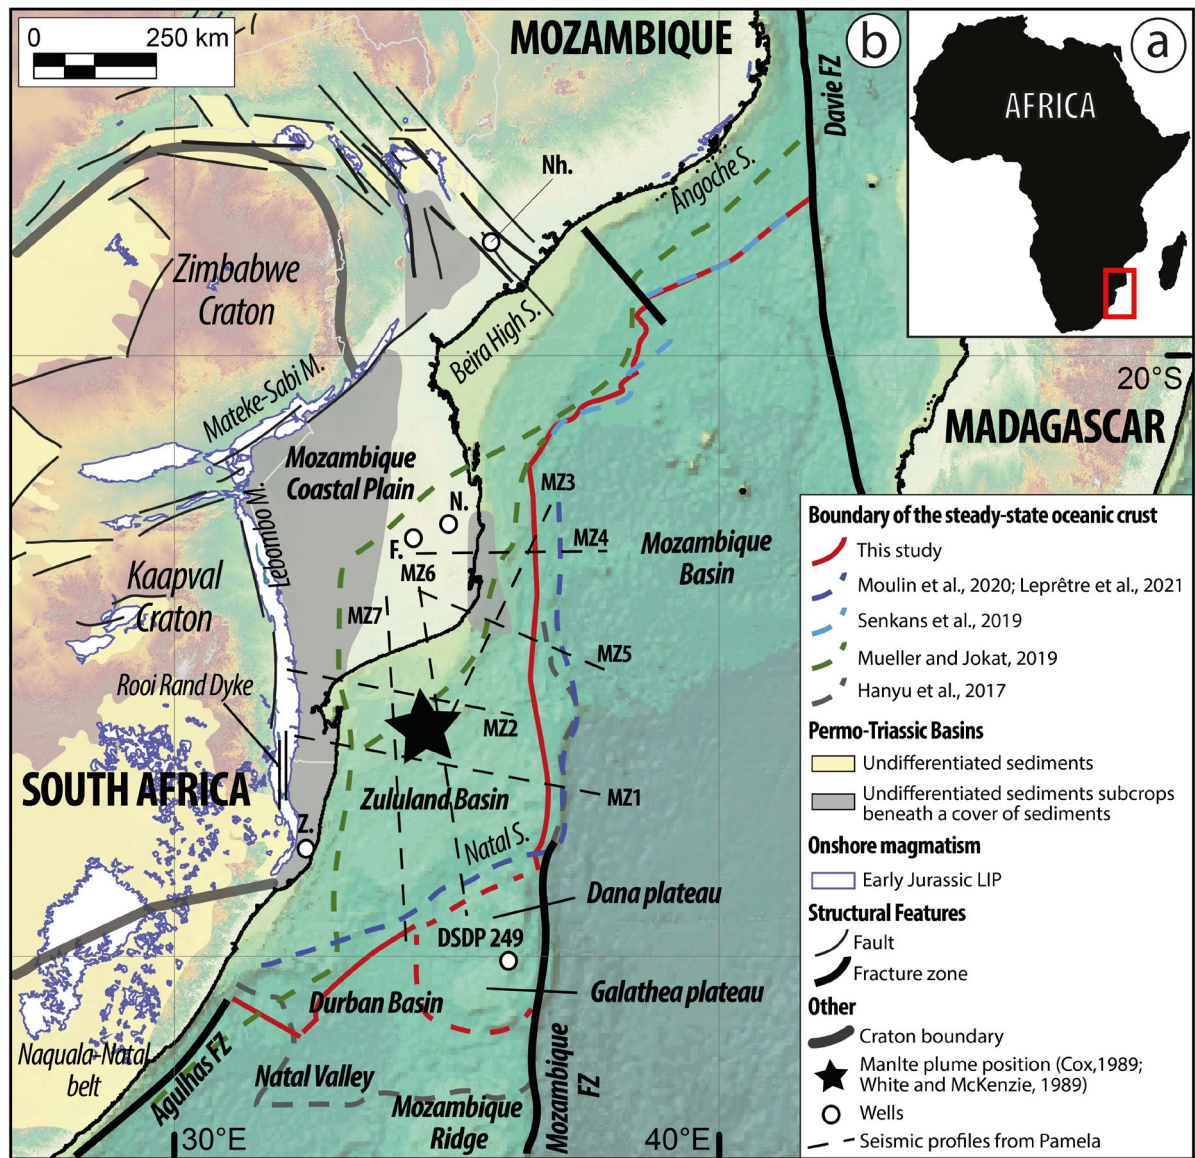 0 250 km
MOZAMBIQUE
b
a
AFRICA
Davie FZ
Angoche S.
Nh.
Zimbabwe
Craton
Beira High S.
20°S
MADAGASCAR
Mateke-Sabi M.
Mozambique
Coastal Plain
Lebombo M.
N.
F.
MZ3
MZ4
MZ6
Mozambique
Basin
Kaapval
Craton
MZ7
MZ5
Rooi Rand Dyke
MZ2
SOUTH AFRICA
Zululand Basin
MZ1
Z.
Natal S.
Dana plateau
DSDP 249
Galathea plateau
Durban Basin
Naquala-Natal
belt
Agulhas FZ
Natal Valley
Mozambique
Ridge
Mozambique
FZ
30°E
40°E
Boundary of the steady-state oceanic crust
This study
Moulin et al., 2020; Leprêtre et al., 2021
Senkans et al., 2019
Mueller and Jokat, 2019
Hanyu et al., 2017
Permo-Triassic Basins
Undifferentiated sediments
Undifferentiated sediments subcrops
beneath a cover of sediments
Onshore magmatism
Early Jurassic LIP
Structural Features
Fault
Fracture zone
Other
Craton boundary
Manlte plume position (Cox,1989;
White and McKenzie, 1989)
Wells
Seismic profiles from Pamela